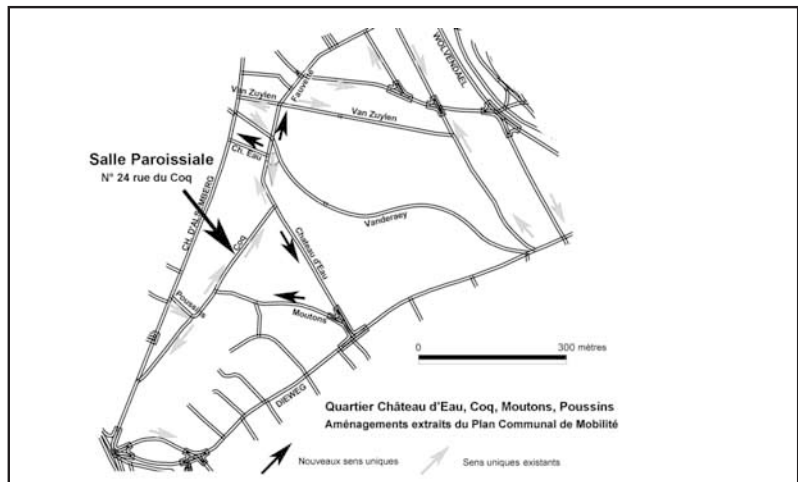 WOLVENDAEL
Van Zuylen
Fauvette
Van Zuylen
Ch. Eau
Salle Paroissiale
N° 24 rue du Coq
CH. D'ALSEMBERG
Vanderaey
Coq
Chateau d'Eau
Poussins
Moutons
0 300 mètres
DIEWEG
Quartier Château d'Eau, Coq, Moutons, Poussins
Aménagements extraits du Plan Communal de Mobilité
Nouveaux sens uniques Sens uniques existants